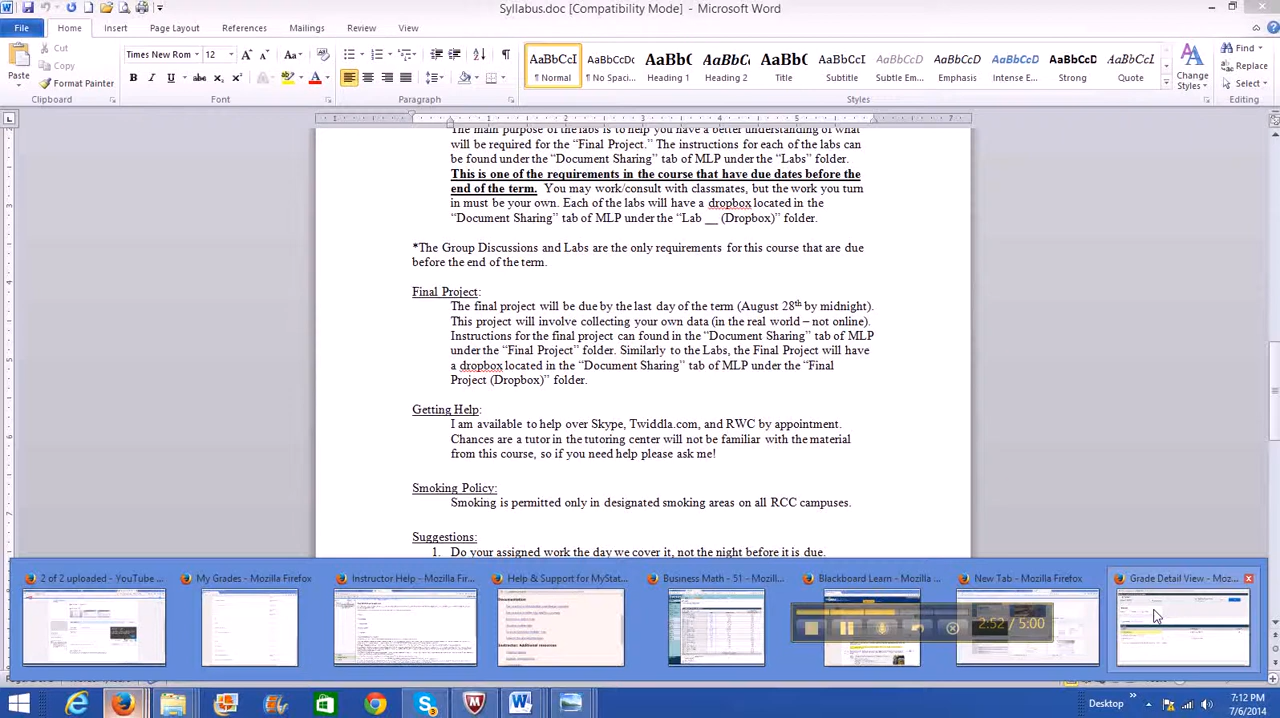 Syllabus.doc [Compatibility Mode] - Microsoft Word
File Home Insert Page Layout References Mailings Review View
Paste
Cut
Copy
Format Painter
Times New Rom 12
AaBbCcI AaBbCcDc AaBbC AaBbCc AaBbC AaBbCcI AaBbCcD AaBbCcD AaBbCcD AaBbCcI
¶ Normal ¶ No Spaci... Heading 1 Heading 2 Title Subtitle Subtle Em... Emphasis Intense E... Strong Quote
Change Styles
Find
Replace
Select
Clipboard Font Paragraph Styles Editing
The main purpose of the labs is to help you have a better understanding of what
will be required for the “Final Project.” The instructions for each of the labs can
be found under the “Document Sharing” tab of MLP under the “Labs” folder.
This is one of the requirements in the course that have due dates before the
end of the term. You may work/consult with classmates, but the work you turn
in must be your own. Each of the labs will have a dropbox located in the
“Document Sharing” tab of MLP under the “Lab __ (Dropbox)” folder.
*The Group Discussions and Labs are the only requirements for this course that are due
before the end of the term.
Final Project:
The final project will be due by the last day of the term (August 28th by midnight).
This project will involve collecting your own data (in the real world – not online).
Instructions for the final project can found in the “Document Sharing” tab of MLP
under the “Final Project” folder. Similarly to the Labs, the Final Project will have
a dropbox located in the “Document Sharing” tab of MLP under the “Final
Project (Dropbox)” folder.
Getting Help:
I am available to help over Skype, Twiddla.com, and RWC by appointment.
Chances are a tutor in the tutoring center will not be familiar with the material
from this course, so if you need help please ask me!
Smoking Policy:
Smoking is permitted only in designated smoking areas on all RCC campuses.
Suggestions:
1. Do your assigned work the day we cover it, not the night before it is due.
2 of 2 uploaded - YouTube ... My Grades - Mozilla Firefox Instructor Help - Mozilla Fir... Help & Support for MyStat... Business Math - 51 - Mozill... Blackboard Learn - Mozilla ... New Tab - Mozilla Firefox Grade Detail View - Moz...
2:52 / 5:00
Desktop
7:12 PM
7/6/2014